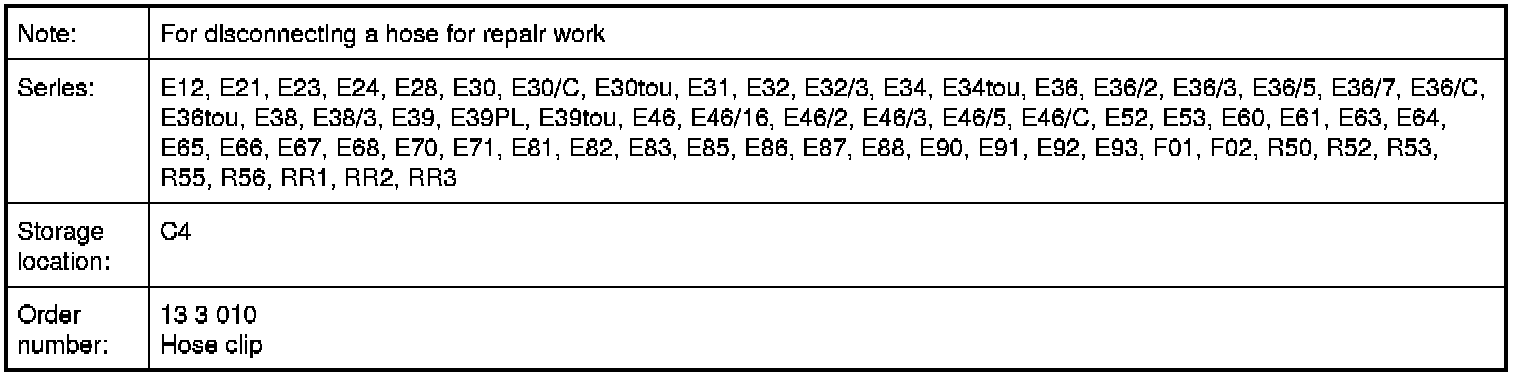 Note: For disconnecting a hose for repair work
Series: E12, E21, E23, E24, E28, E30, E30/C, E30tou, E31, E32, E32/3, E34, E34tou, E36, E36/2, E36/3, E36/5, E36/7, E36/C,
E36tou, E38, E38/3, E39, E39PL, E39tou, E46, E46/16, E46/2, E46/3, E46/5, E46/C, E52, E53, E60, E61, E63, E64,
E65, E66, E67, E68, E70, E71, E81, E82, E83, E85, E86, E87, E88, E90, E91, E92, E93, F01, F02, R50, R52, R53,
R55, R56, RR1, RR2, RR3
Storage location: C4
Order number: 13 3 010
Hose clip